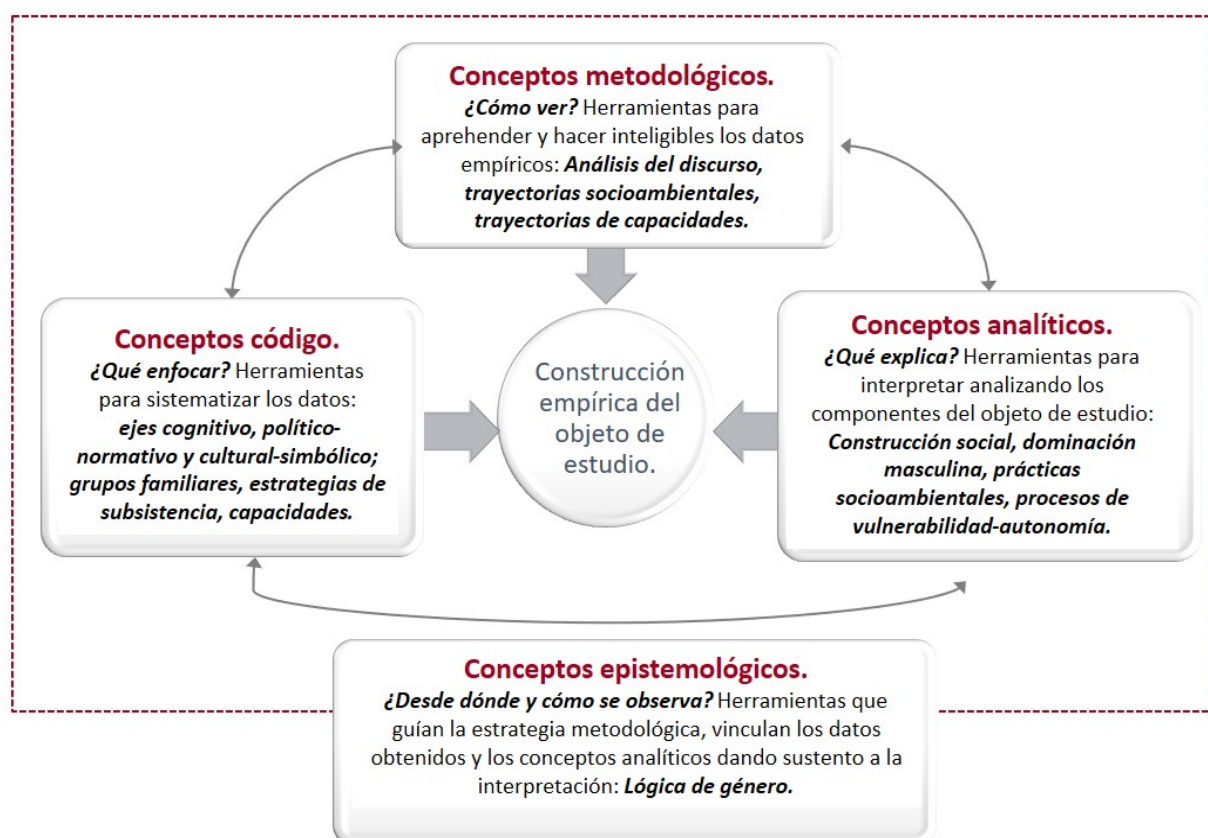 Conceptos metodológicos.
¿Cómo ver? Herramientas para
aprehender y hacer inteligibles los datos
empíricos: Análisis del discurso,
trayectorias socioambientales,
trayectorias de capacidades.
Conceptos código.
¿Qué enfocar? Herramientas
para sistematizar los datos:
ejes cognitivo, político-
normativo y cultural-simbólico;
grupos familiares, estrategias de
subsistencia, capacidades.
Construcción
empírica del
objeto de
estudio.
Conceptos analíticos.
¿Qué explica? Herramientas para
interpretar analizando los
componentes del objeto de estudio:
Construcción social, dominación
masculina, prácticas
socioambientales, procesos de
vulnerabilidad-autonomía.
Conceptos epistemológicos.
¿Desde dónde y cómo se observa? Herramientas que
guían la estrategia metodológica, vinculan los datos
obtenidos y los conceptos analíticos dando sustento a la
interpretación: Lógica de género.